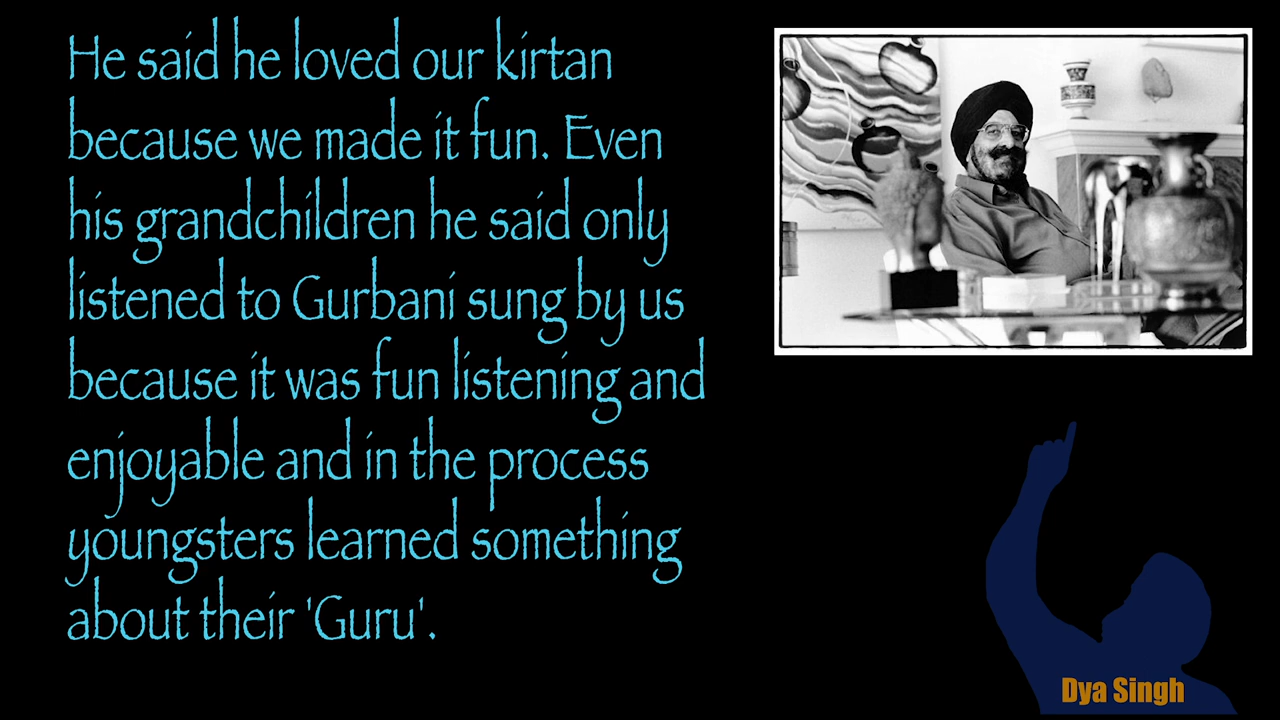 He said he loved our kirtan
because we made it fun. Even
his grandchildren he said only
listened to Gurbani sung by us
because it was fun listening and
enjoyable and in the process
youngsters learned something
about their 'Guru'.
Dya Singh